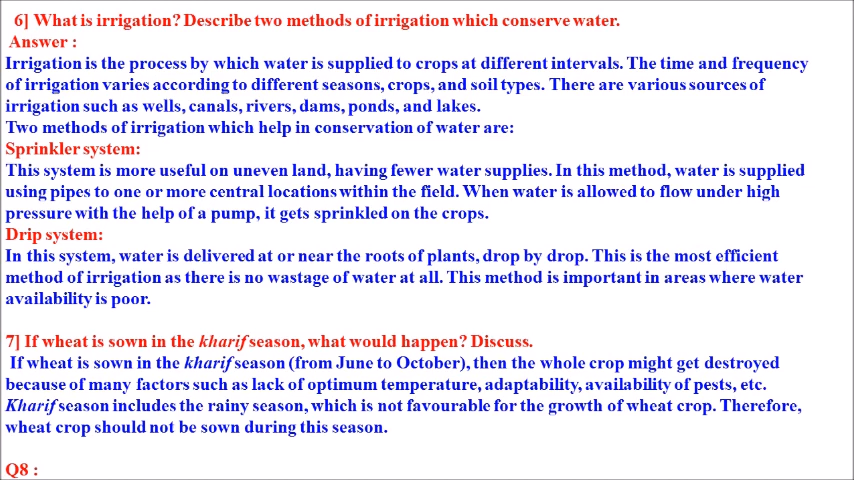 6] What is irrigation? Describe two methods of irrigation which conserve water.
Answer :
Irrigation is the process by which water is supplied to crops at different intervals. The time and frequency
of irrigation varies according to different seasons, crops, and soil types. There are various sources of
irrigation such as wells, canals, rivers, dams, ponds, and lakes.
Two methods of irrigation which help in conservation of water are:
Sprinkler system:
This system is more useful on uneven land, having fewer water supplies. In this method, water is supplied
using pipes to one or more central locations within the field. When water is allowed to flow under high
pressure with the help of a pump, it gets sprinkled on the crops.
Drip system:
In this system, water is delivered at or near the roots of plants, drop by drop. This is the most efficient
method of irrigation as there is no wastage of water at all. This method is important in areas where water
availability is poor.
7] If wheat is sown in the kharif season, what would happen? Discuss.
If wheat is sown in the kharif season (from June to October), then the whole crop might get destroyed
because of many factors such as lack of optimum temperature, adaptability, availability of pests, etc.
Kharif season includes the rainy season, which is not favourable for the growth of wheat crop. Therefore,
wheat crop should not be sown during this season.
Q8 :